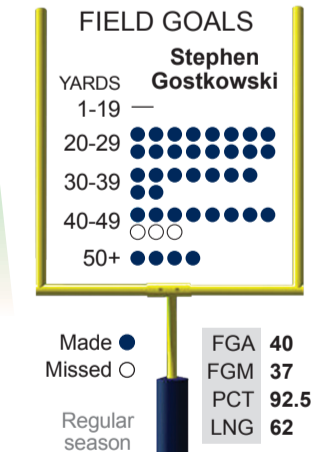 FIELD GOALS
Stephen
YARDS Gostkowski
1-19 —
20-29
30-39
40-49
50+
Made
Missed
Regular
season
FGA 40
FGM 37
PCT 92.5
LNG 62